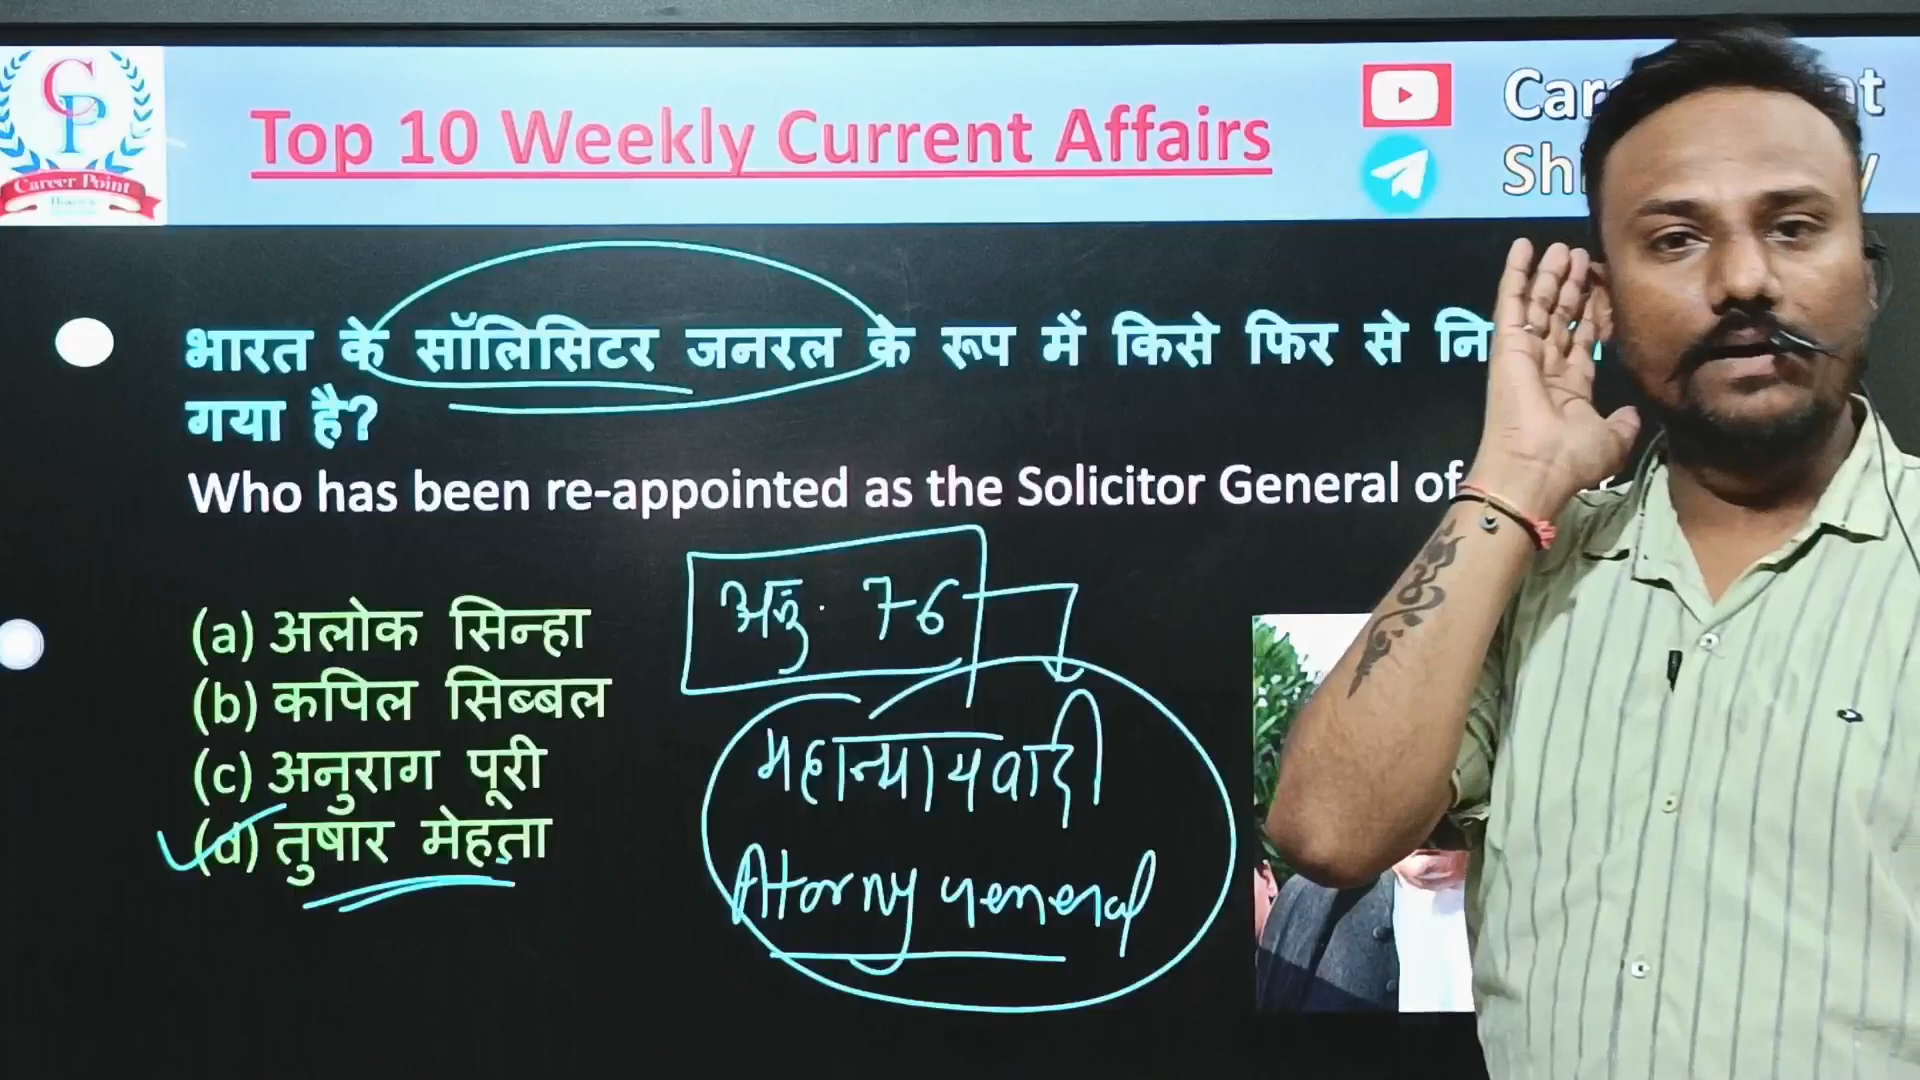 CP
Career Point
Top 10 Weekly Current Affairs
भारत के सॉलिसिटर जनरल के रूप में किसे फिर से
गया है?
Who has been re-appointed as the Solicitor General of
(a) अलोक सिन्हा
(b) कपिल सिब्बल
(c) अनुराग पूरी
(d) तुषार मेहता
अनु. 76
महान्यायवादी
Attorny General